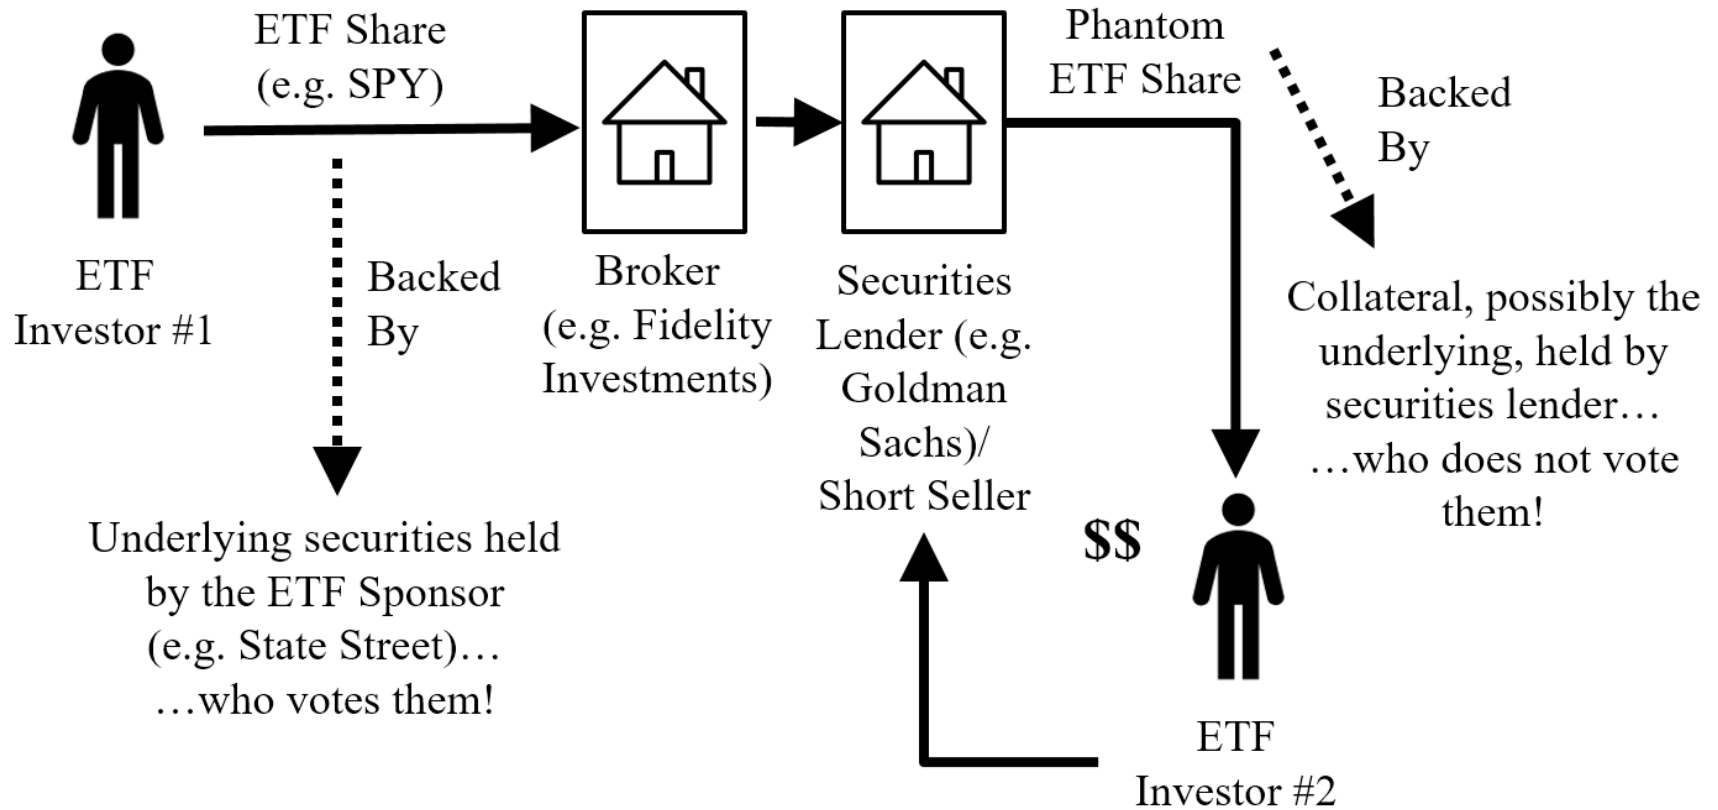 ETF Share
(e.g. SPY)
Phantom
ETF Share
Backed
By
ETF
Investor #1
Backed
By
Broker
(e.g. Fidelity
Investments)
Securities
Lender (e.g.
Goldman
Sachs)/
Short Seller
Collateral, possibly the
underlying, held by
securities lender…
…who does not vote
them!
Underlying securities held
by the ETF Sponsor
(e.g. State Street)…
…who votes them!
$$
ETF
Investor #2